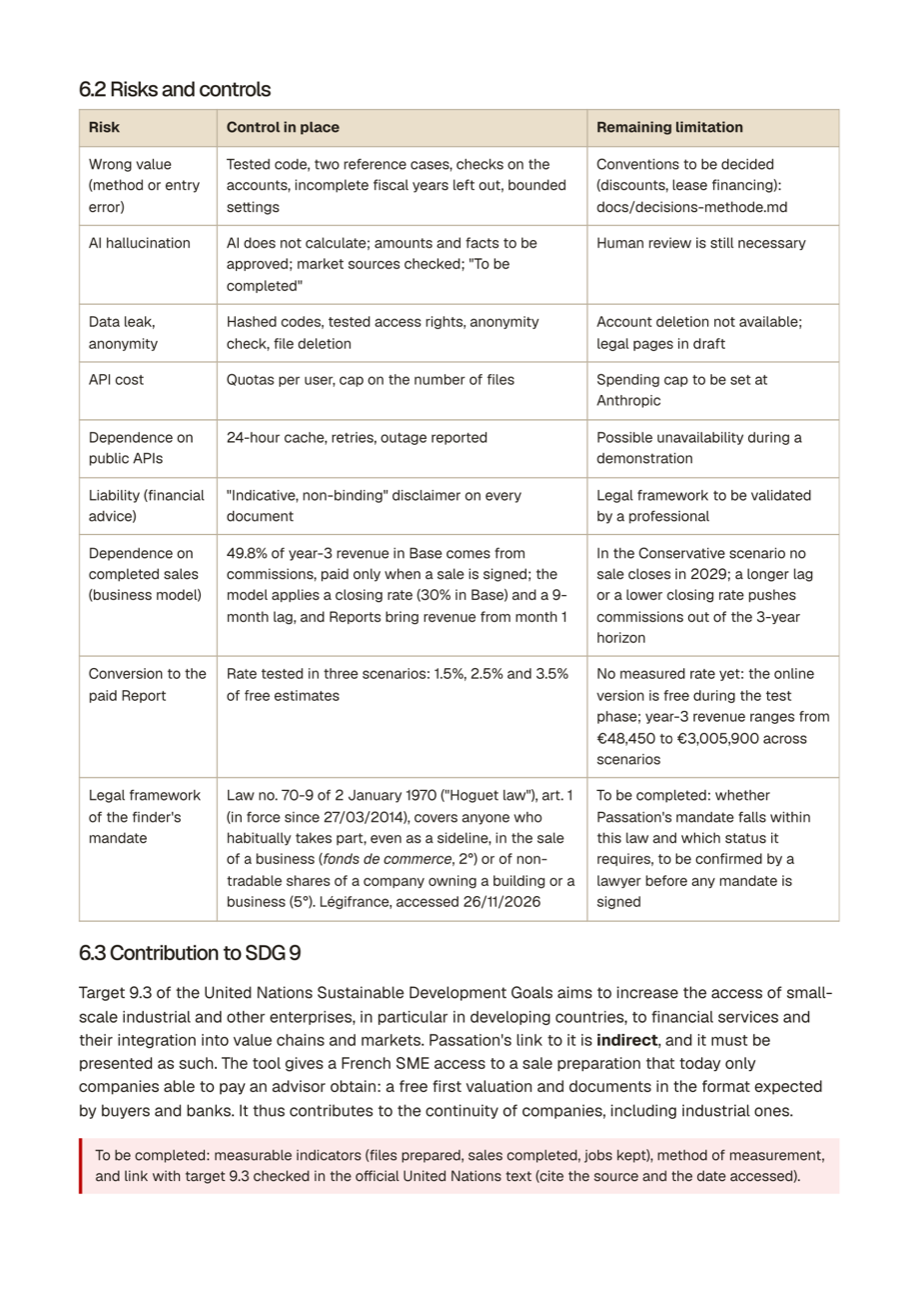 6.2 Risks and controls
Risk
Control in place
Remaining limitation
Wrong value
(method or entry
error)
Tested code, two reference cases, checks on the
accounts, incomplete fiscal years left out, bounded
settings
Conventions to be decided
(discounts, lease financing):
docs/decisions-methode.md
AI hallucination
AI does not calculate; amounts and facts to be
approved; market sources checked; "To be
completed"
Human review is still necessary
Data leak,
anonymity
Hashed codes, tested access rights, anonymity
check, file deletion
Account deletion not available;
legal pages in draft
API cost
Quotas per user, cap on the number of files
Spending cap to be set at
Anthropic
Dependence on
public APIs
24-hour cache, retries, outage reported
Possible unavailability during a
demonstration
Liability (financial
advice)
"Indicative, non-binding" disclaimer on every
document
Legal framework to be validated
by a professional
Dependence on
completed sales
(business model)
49.8% of year-3 revenue in Base comes from
commissions, paid only when a sale is signed; the
model applies a closing rate (30% in Base) and a 9-
month lag, and Reports bring revenue from month 1
In the Conservative scenario no
sale closes in 2029; a longer lag
or a lower closing rate pushes
commissions out of the 3-year
horizon
Conversion to the
paid Report
Rate tested in three scenarios: 1.5%, 2.5% and 3.5%
of free estimates
No measured rate yet: the online
version is free during the test
phase; year-3 revenue ranges from
€48,450 to €3,005,900 across
scenarios
Legal framework
of the finder's
mandate
Law no. 70-9 of 2 January 1970 ("Hoguet law"), art. 1
(in force since 27/03/2014), covers anyone who
habitually takes part, even as a sideline, in the sale
of a business (fonds de commerce, 2°) or of non-
tradable shares of a company owning a building or a
business (5°). Légifrance, accessed 26/11/2026
To be completed: whether
Passation's mandate falls within
this law and which status it
requires, to be confirmed by a
lawyer before any mandate is
signed
6.3 Contribution to SDG 9
Target 9.3 of the United Nations Sustainable Development Goals aims to increase the access of small-
scale industrial and other enterprises, in particular in developing countries, to financial services and
their integration into value chains and markets. Passation's link to it is indirect, and it must be
presented as such. The tool gives a French SME access to a sale preparation that today only
companies able to pay an advisor obtain: a free first valuation and documents in the format expected
by buyers and banks. It thus contributes to the continuity of companies, including industrial ones.
To be completed: measurable indicators (files prepared, sales completed, jobs kept), method of measurement,
and link with target 9.3 checked in the official United Nations text (cite the source and the date accessed).